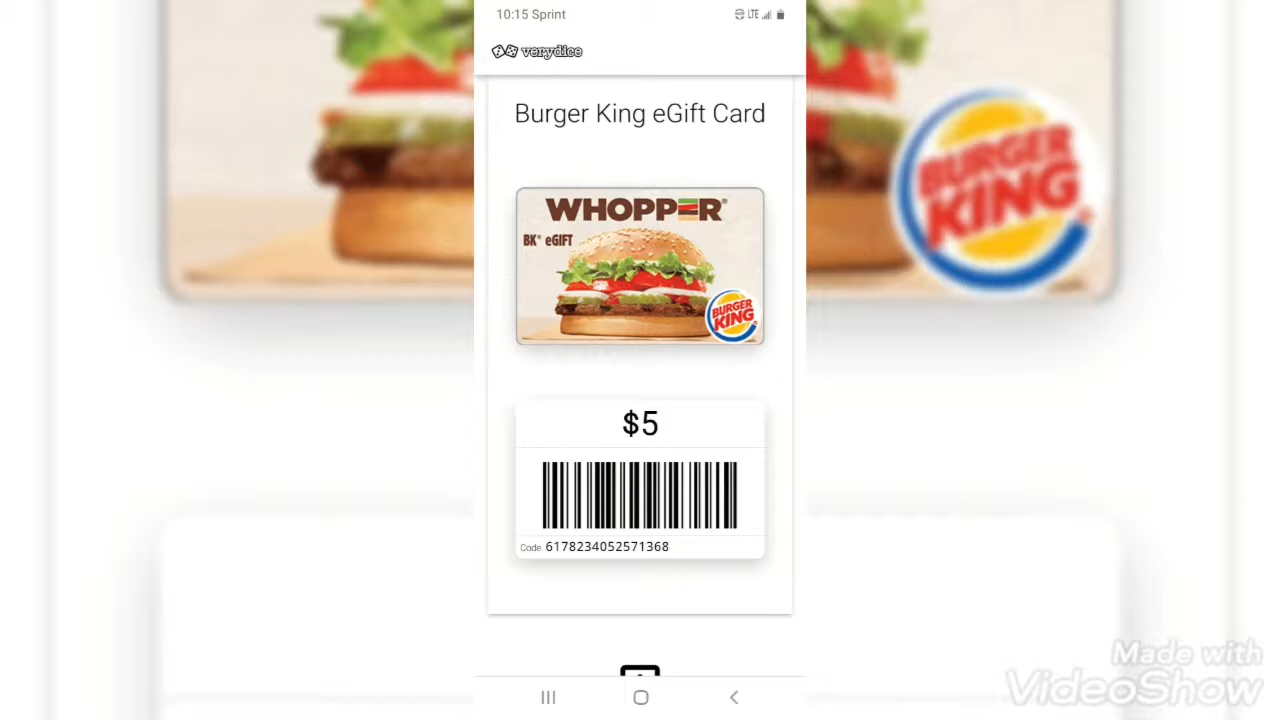 10:15 Sprint
LTE
verydice
Burger King eGift Card
WHOPPER®
BK® eGIFT
BURGER
KING
$5
Code: 6178234052571368
BURGER
KING
Made with
VideoShow